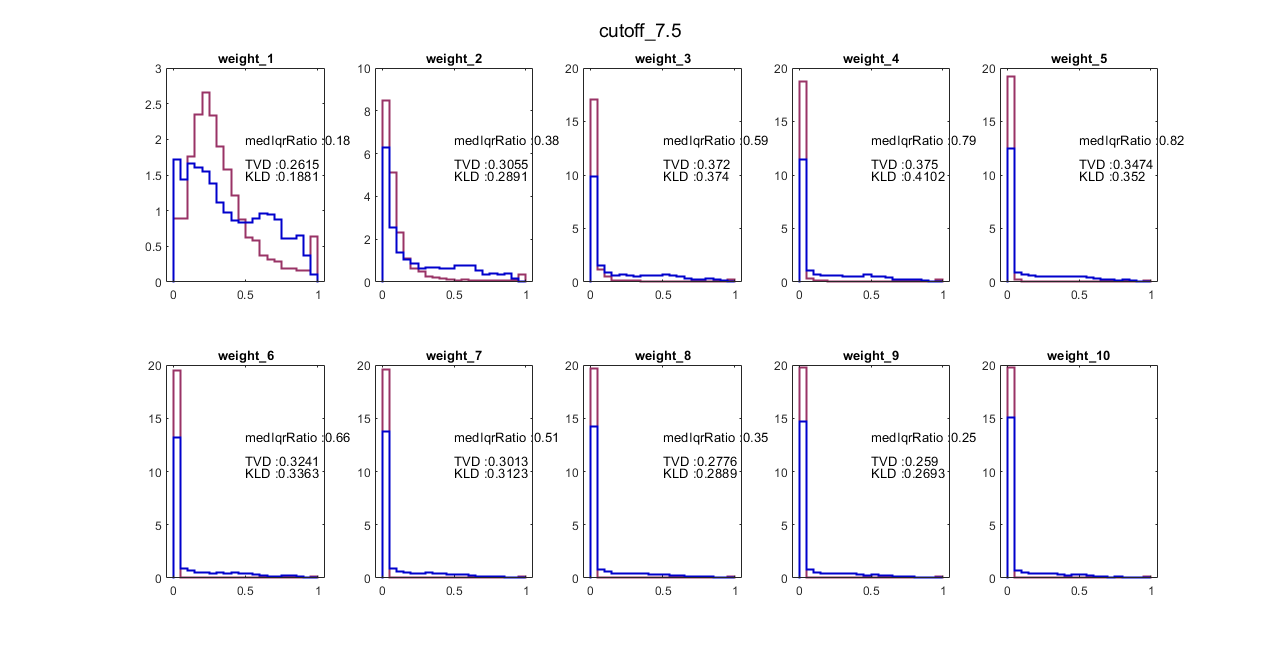 cutoff_7.5
weight_1
3
2.5
2
1.5
1
0.5
0
0 0.5 1
medIqrRatio :0.18
TVD :0.2615
KLD :0.1881
weight_2
10
8
6
4
2
0
0 0.5 1
medIqrRatio :0.38
TVD :0.3055
KLD :0.2891
weight_3
20
15
10
5
0
0 0.5 1
medIqrRatio :0.59
TVD :0.372
KLD :0.374
weight_4
20
15
10
5
0
0 0.5 1
medIqrRatio :0.79
TVD :0.375
KLD :0.4102
weight_5
20
15
10
5
0
0 0.5 1
medIqrRatio :0.82
TVD :0.3474
KLD :0.352
weight_6
20
15
10
5
0
0 0.5 1
medIqrRatio :0.66
TVD :0.3241
KLD :0.3363
weight_7
20
15
10
5
0
0 0.5 1
medIqrRatio :0.51
TVD :0.3013
KLD :0.3123
weight_8
20
15
10
5
0
0 0.5 1
medIqrRatio :0.35
TVD :0.2776
KLD :0.2889
weight_9
20
15
10
5
0
0 0.5 1
medIqrRatio :0.25
TVD :0.259
KLD :0.2693
weight_10
20
15
10
5
0
0 0.5 1